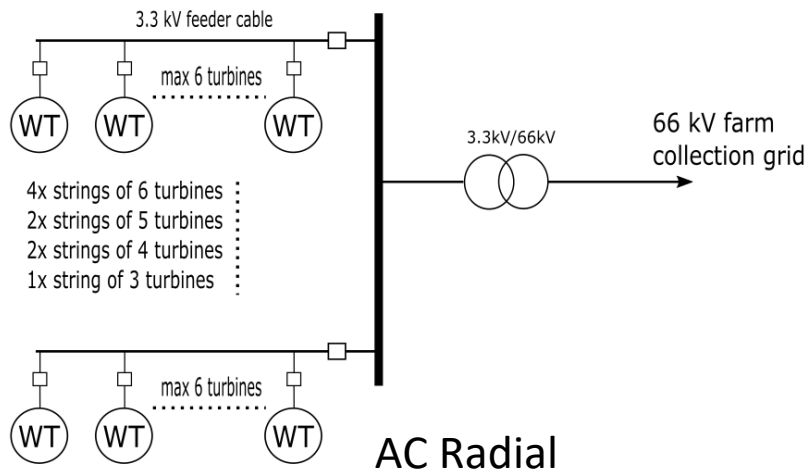 3.3 kV feeder cable
max 6 turbines
WT WT WT
4x strings of 6 turbines
2x strings of 5 turbines
2x strings of 4 turbines
1x string of 3 turbines
3.3kV/66kV
66 kV farm
collection grid
max 6 turbines
WT WT WT
AC Radial